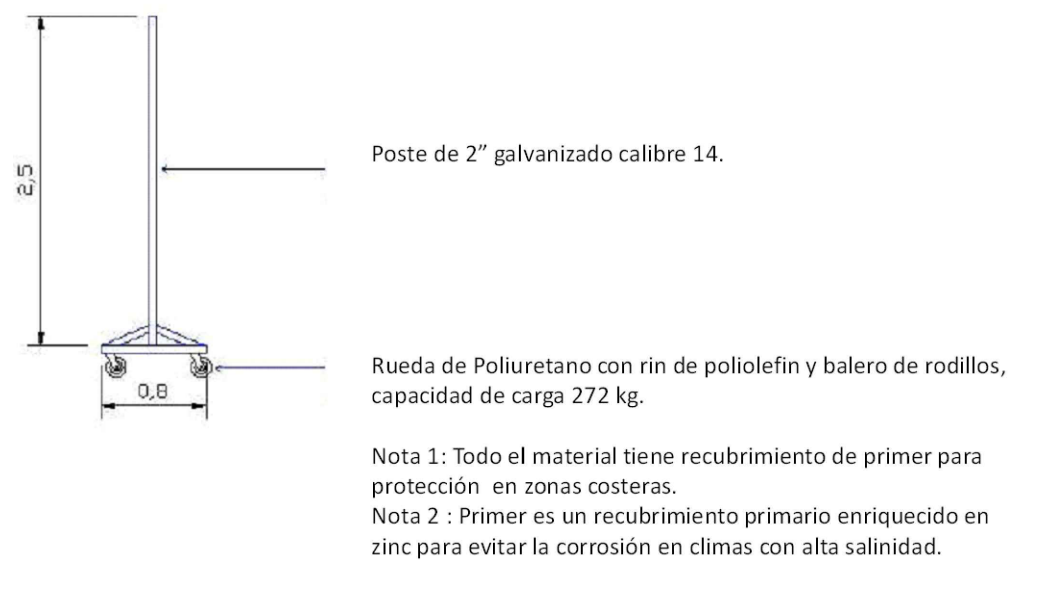 2,5
Poste de 2” galvanizado calibre 14.
Rueda de Poliuretano con rin de poliolefin y balero de rodillos,
capacidad de carga 272 kg.
0,8
Nota 1: Todo el material tiene recubrimiento de primer para
protección en zonas costeras.
Nota 2 : Primer es un recubrimiento primario enriquecido en
zinc para evitar la corrosión en climas con alta salinidad.